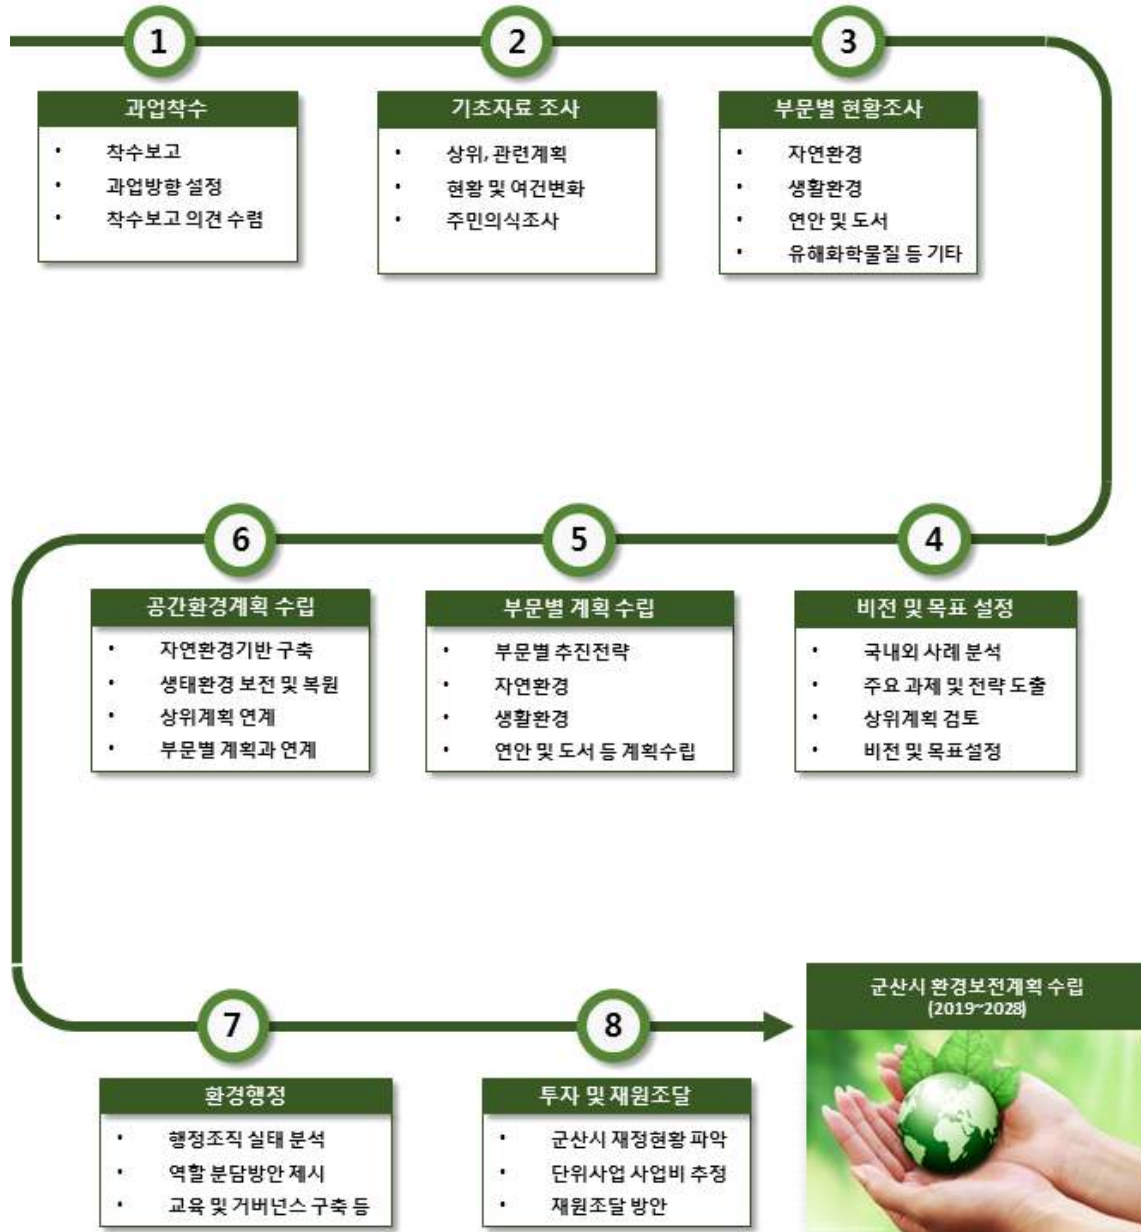 1
2
3
과업착수
• 착수보고
• 과업방향 설정
• 착수보고 의견 수렴
기초자료 조사
• 상위, 관련계획
• 현황 및 여건변화
• 주민의식조사
부문별 현황조사
• 자연환경
• 생활환경
• 연안 및 도서
• 유해화학물질 등 기타
4
비전 및 목표 설정
• 국내외 사례 분석
• 주요 과제 및 전략 도출
• 상위계획 검토
• 비전 및 목표설정
5
부문별 계획 수립
• 부문별 추진전략
• 자연환경
• 생활환경
• 연안 및 도서 등 계획수립
6
공간환경계획 수립
• 자연환경기반 구축
• 생태환경 보전 및 복원
• 상위계획 연계
• 부문별 계획과 연계
7
환경행정
• 행정조직 실태 분석
• 역할 분담방안 제시
• 교육 및 거버넌스 구축 등
8
투자 및 재원조달
• 군산시 재정현황 파악
• 단위사업 사업비 추정
• 재원조달 방안
군산시 환경보전계획 수립
(2019~2028)